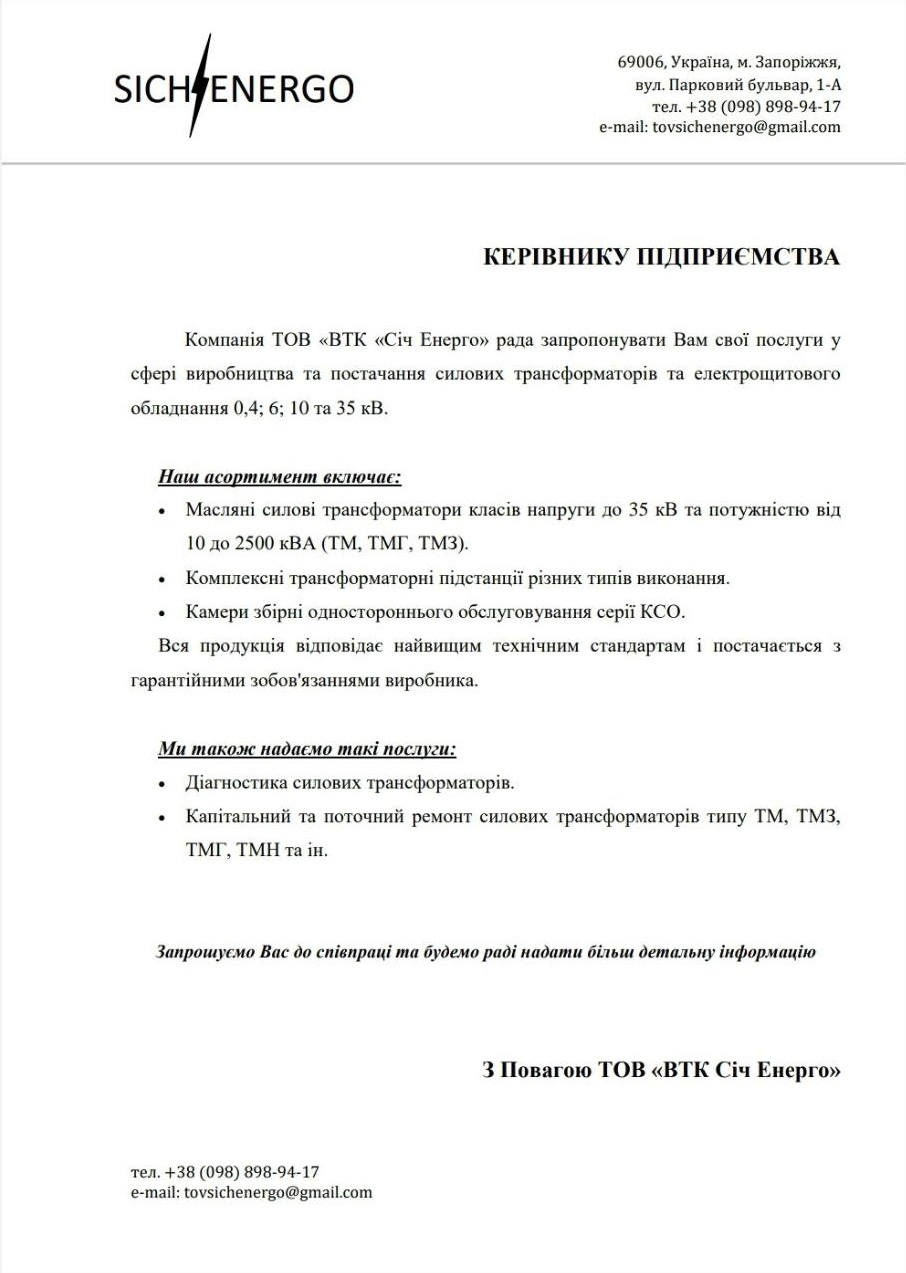 SICH ENERGO
69006, Україна, м. Запоріжжя,
вул. Парковий бульвар, 1-А
тел. +38 (098) 898-94-17
e-mail: tovsichenergo@gmail.com
КЕРІВНИКУ ПІДПРИЄМСТВА
Компанія ТОВ «ВТК «Січ Енерго» рада запропонувати Вам свої послуги у
сфері виробництва та постачання силових трансформаторів та електрощитового
обладнання 0,4; 6; 10 та 35 кВ.
Наш асортимент включає:
• Масляні силові трансформатори класів напруги до 35 кВ та потужністю від
10 до 2500 кВА (ТМ, ТМГ, ТМЗ).
• Комплексні трансформаторні підстанції різних типів виконання.
• Камери збірні одностороннього обслуговування серії КСО.
Вся продукція відповідає найвищим технічним стандартам і постачається з
гарантійними зобов'язаннями виробника.
Ми також надаємо такі послуги:
• Діагностика силових трансформаторів.
• Капітальний та поточний ремонт силових трансформаторів типу ТМ, ТМЗ,
ТМГ, ТМН та ін.
Запрошуємо Вас до співпраці та будемо раді надати більш детальну інформацію
З Повагою ТОВ «ВТК Січ Енерго»
тел. +38 (098) 898-94-17
e-mail: tovsichenergo@gmail.com